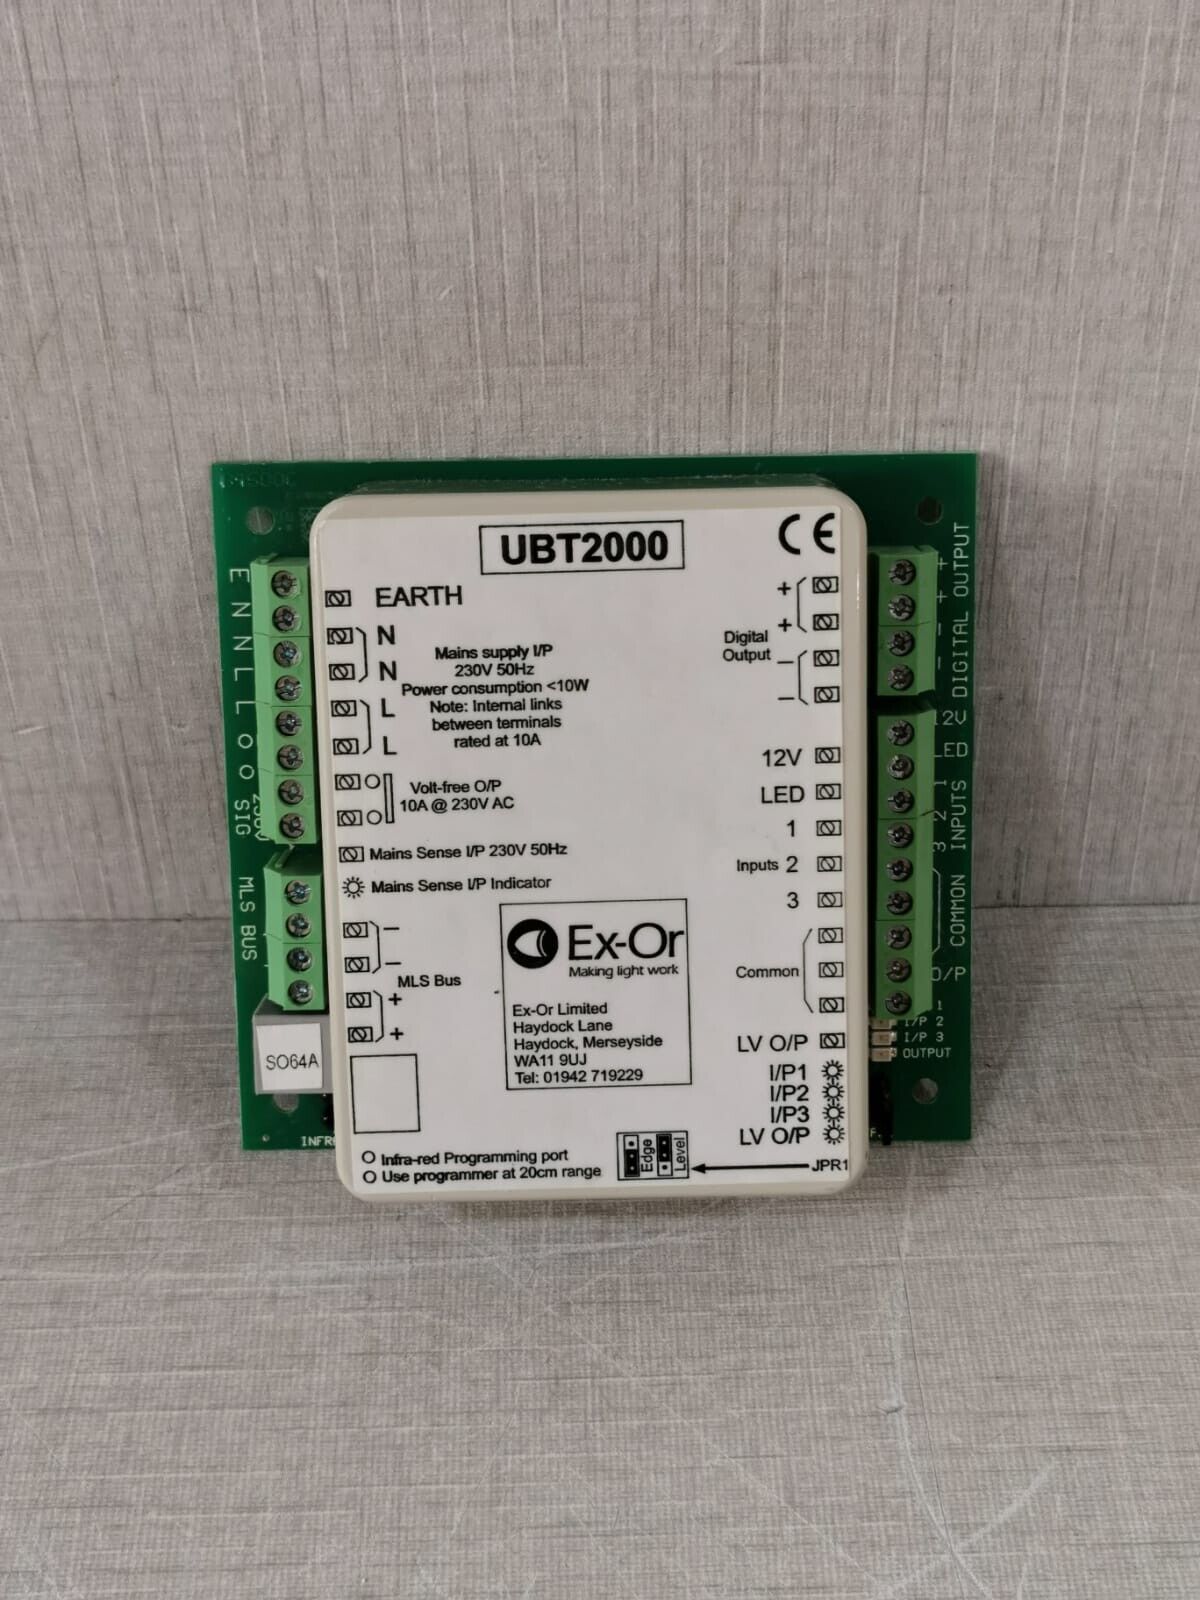 UBT2000
CE
EARTH
N
N
L
L
Mains supply I/P
230V 50Hz
Power consumption <10W
Note: Internal links
between terminals
rated at 10A
Volt-free O/P
10A @ 230V AC
Mains Sense I/P 230V 50Hz
Mains Sense I/P Indicator
−
−
MLS Bus
+
+
Ex-Or
Making light work
Ex-Or Limited
Haydock Lane
Haydock, Merseyside
WA11 9UJ
Tel: 01942 719229
Infra-red Programming port
Use programmer at 20cm range
Edge
Level
JPR1
+
+
Digital
Output
−
−
12V
LED
1
Inputs 2
3
Common
LV O/P
I/P1
I/P2
I/P3
LV O/P
E N N L L O O SIG
MLS BUS
SO64A
+ + − −
DIGITAL OUTPUT
12V
LED
1
2
3
INPUTS
COMMON
O/P
1
I/P 2
I/P 3
OUTPUT